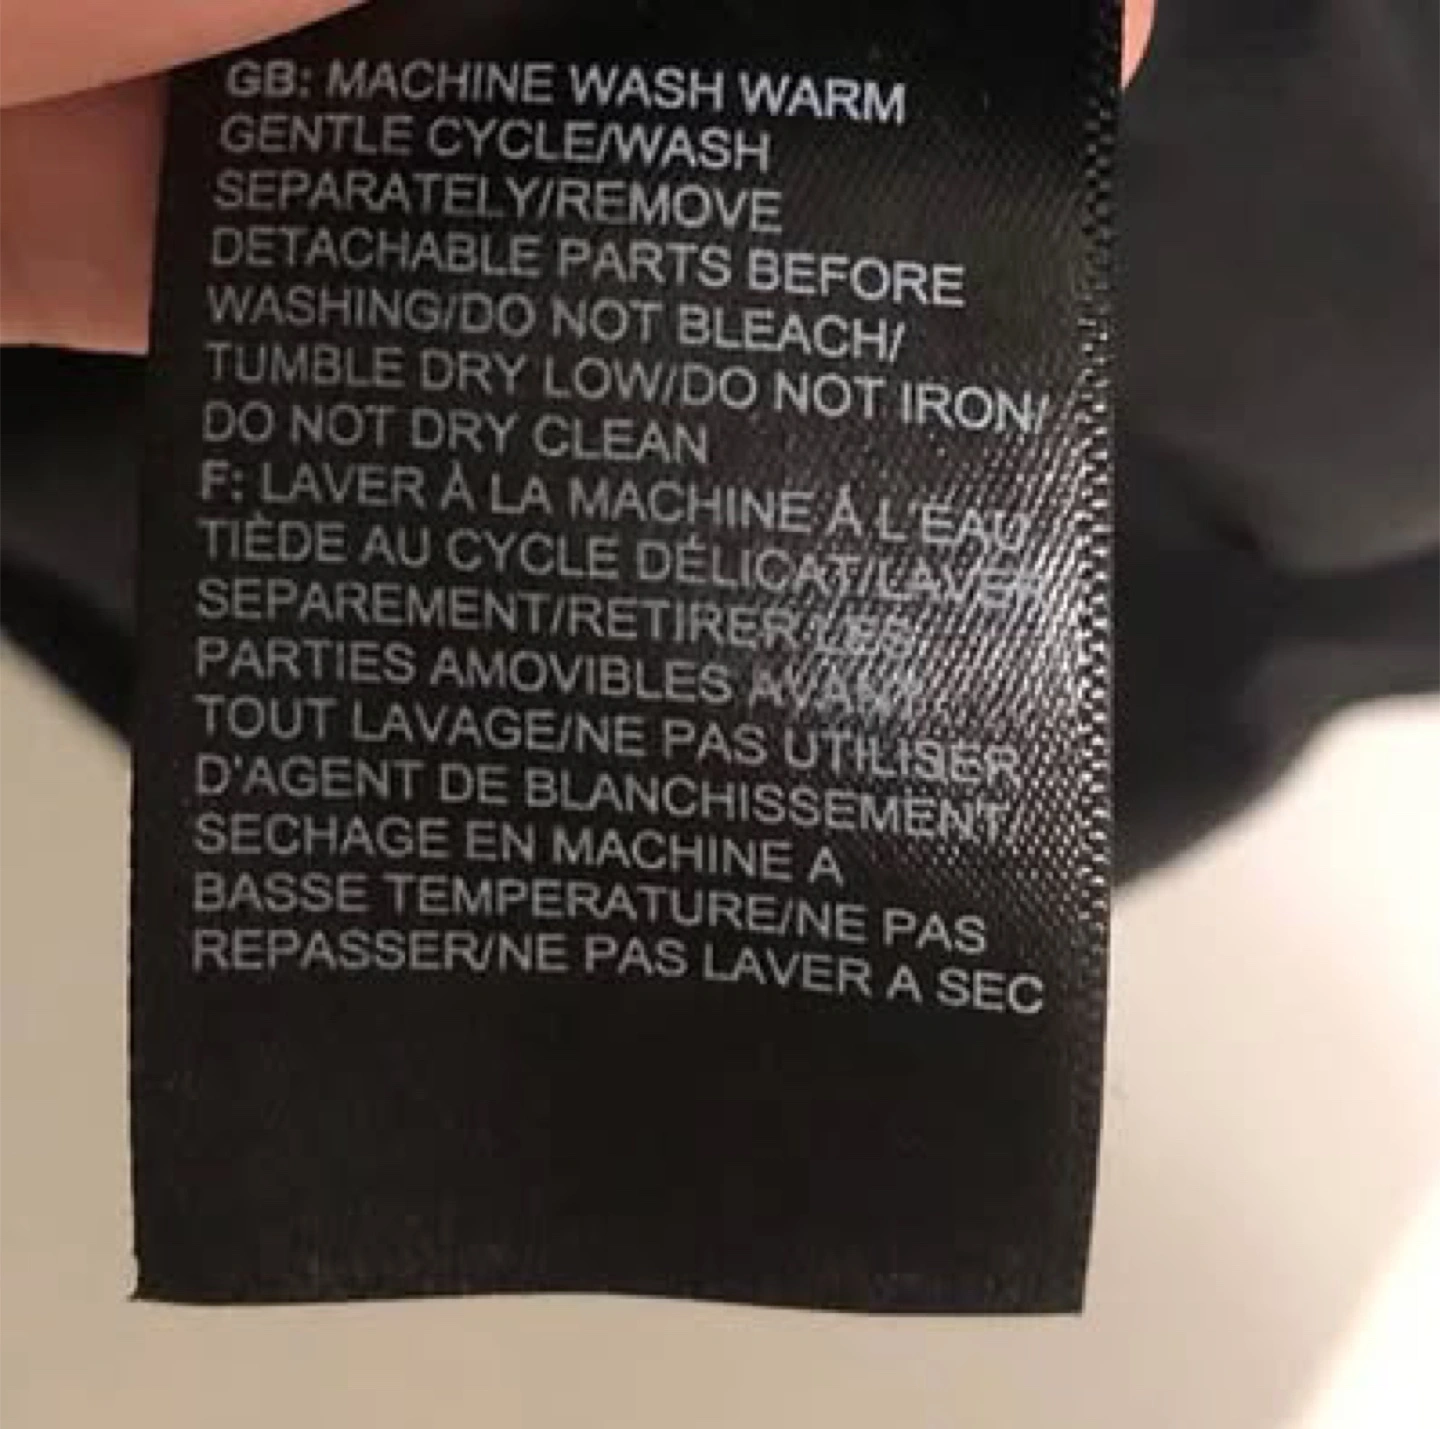 GB: MACHINE WASH WARM
GENTLE CYCLE/WASH
SEPARATELY/REMOVE
DETACHABLE PARTS BEFORE
WASHING/DO NOT BLEACH/
TUMBLE DRY LOW/DO NOT IRON/
DO NOT DRY CLEAN
F: LAVER À LA MACHINE À L'EAU
TIÈDE AU CYCLE DÉLICAT/LAVER
SEPAREMENT/RETIRER LES
PARTIES AMOVIBLES AVANT
TOUT LAVAGE/NE PAS UTILISER
D'AGENT DE BLANCHISSEMENT/
SECHAGE EN MACHINE A
BASSE TEMPERATURE/NE PAS
REPASSER/NE PAS LAVER A SEC